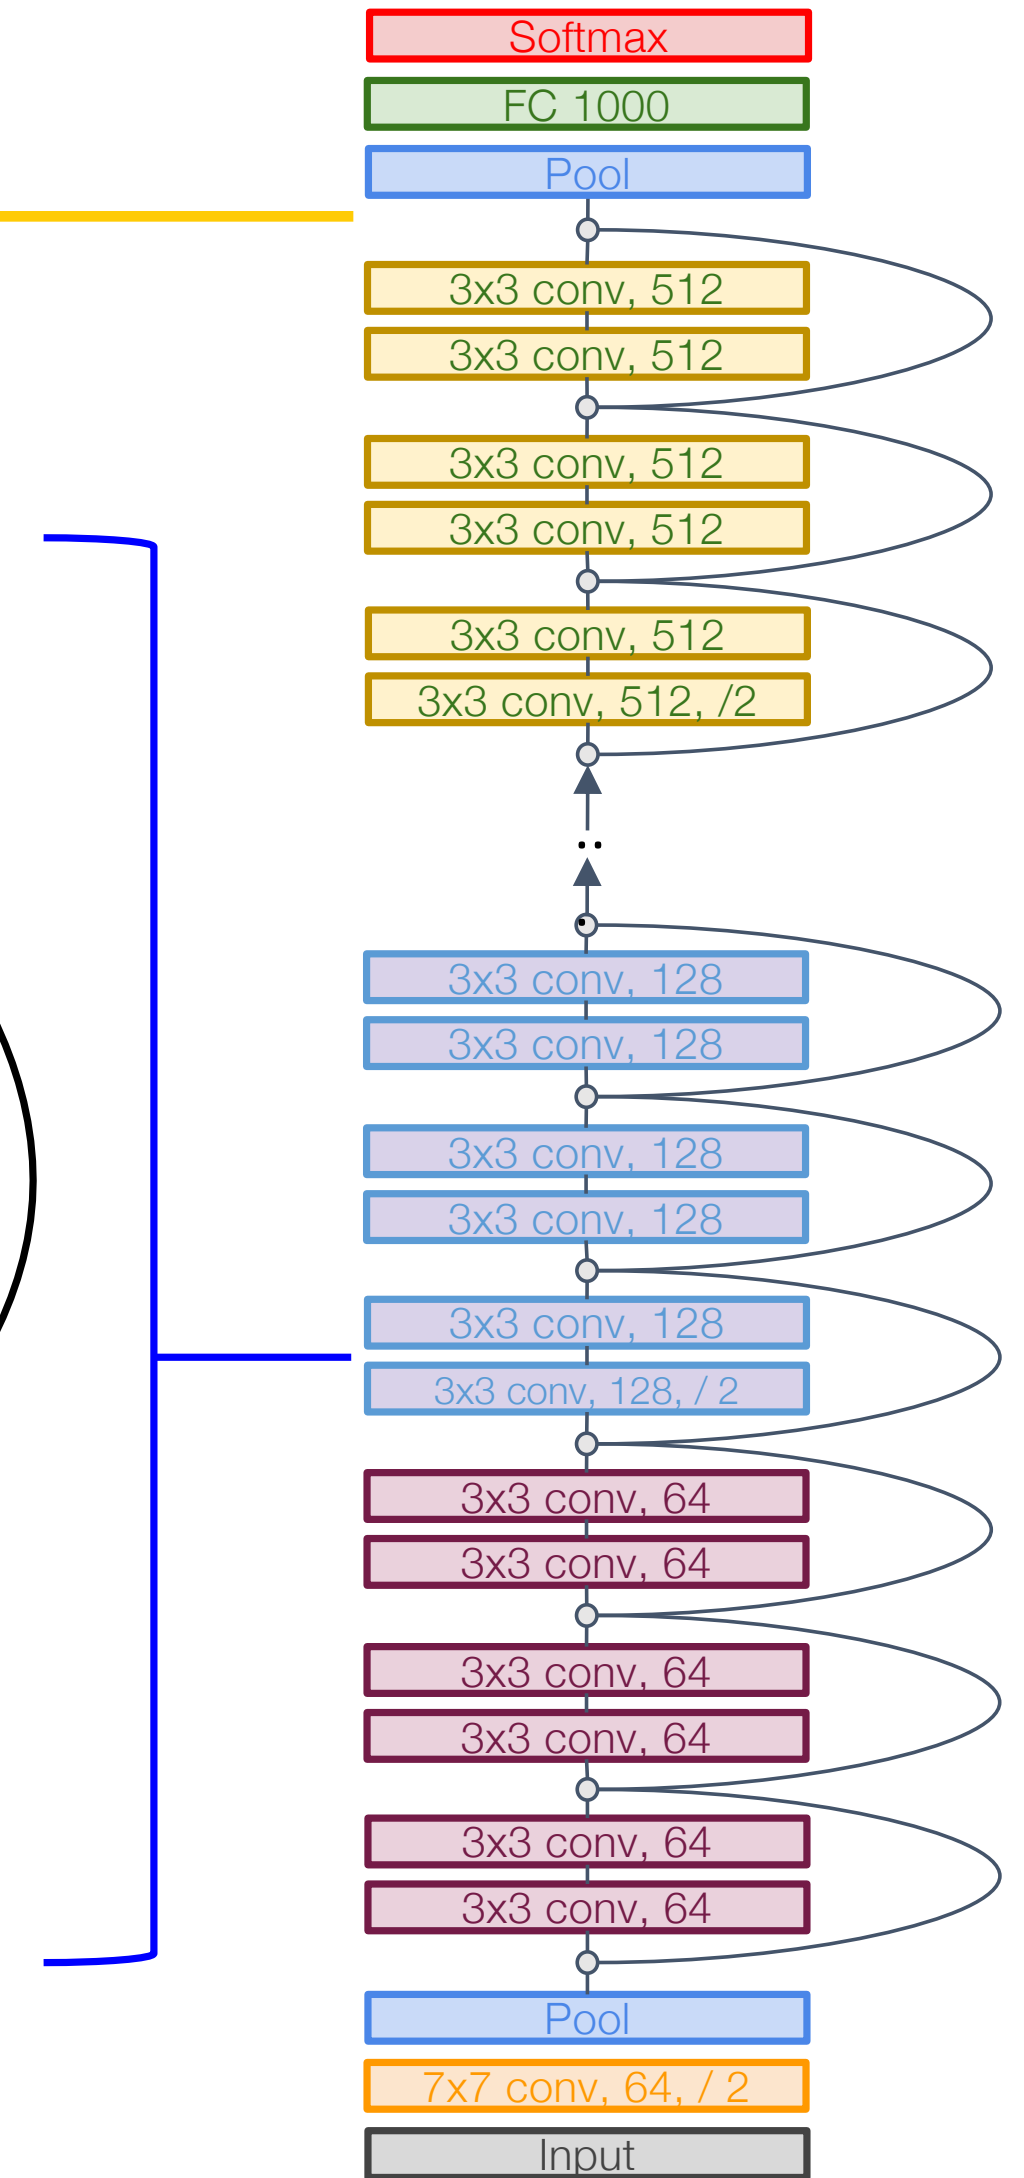 Softmax
FC 1000
Pool
3x3 conv, 512
3x3 conv, 512
3x3 conv, 512
3x3 conv, 512
3x3 conv, 512
3x3 conv, 512, /2
..
.
3x3 conv, 128
3x3 conv, 128
3x3 conv, 128
3x3 conv, 128
3x3 conv, 128
3x3 conv, 128, / 2
3x3 conv, 64
3x3 conv, 64
3x3 conv, 64
3x3 conv, 64
3x3 conv, 64
3x3 conv, 64
Pool
7x7 conv, 64, / 2
Input